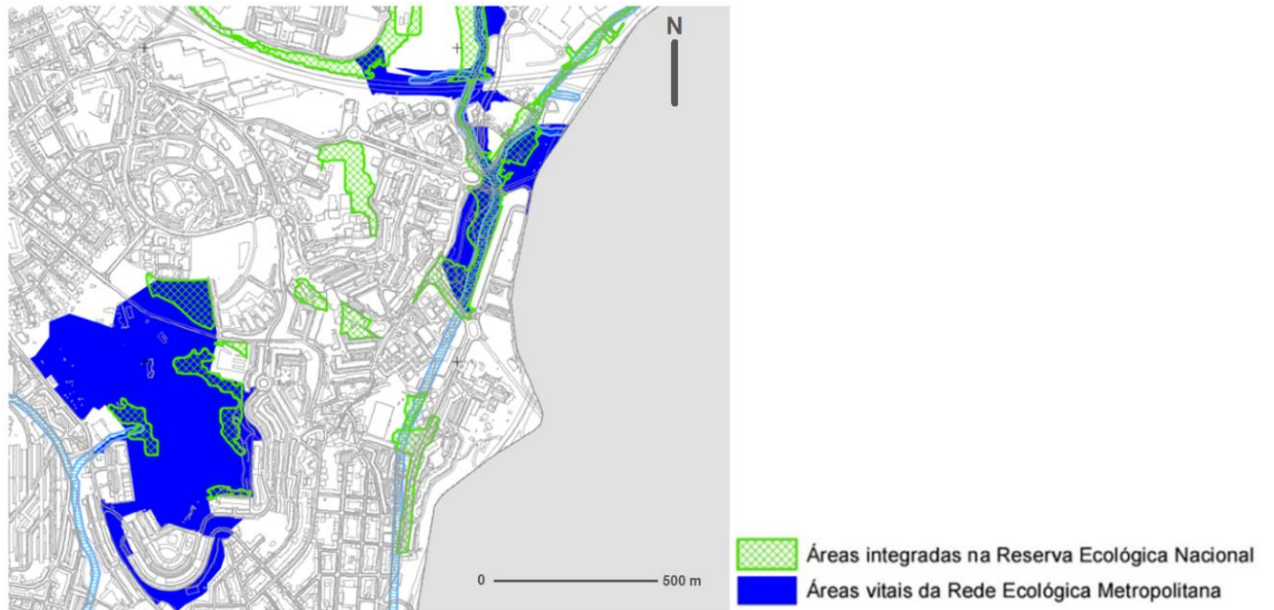 N
0 500 m
Áreas integradas na Reserva Ecológica Nacional
Áreas vitais da Rede Ecológica Metropolitana